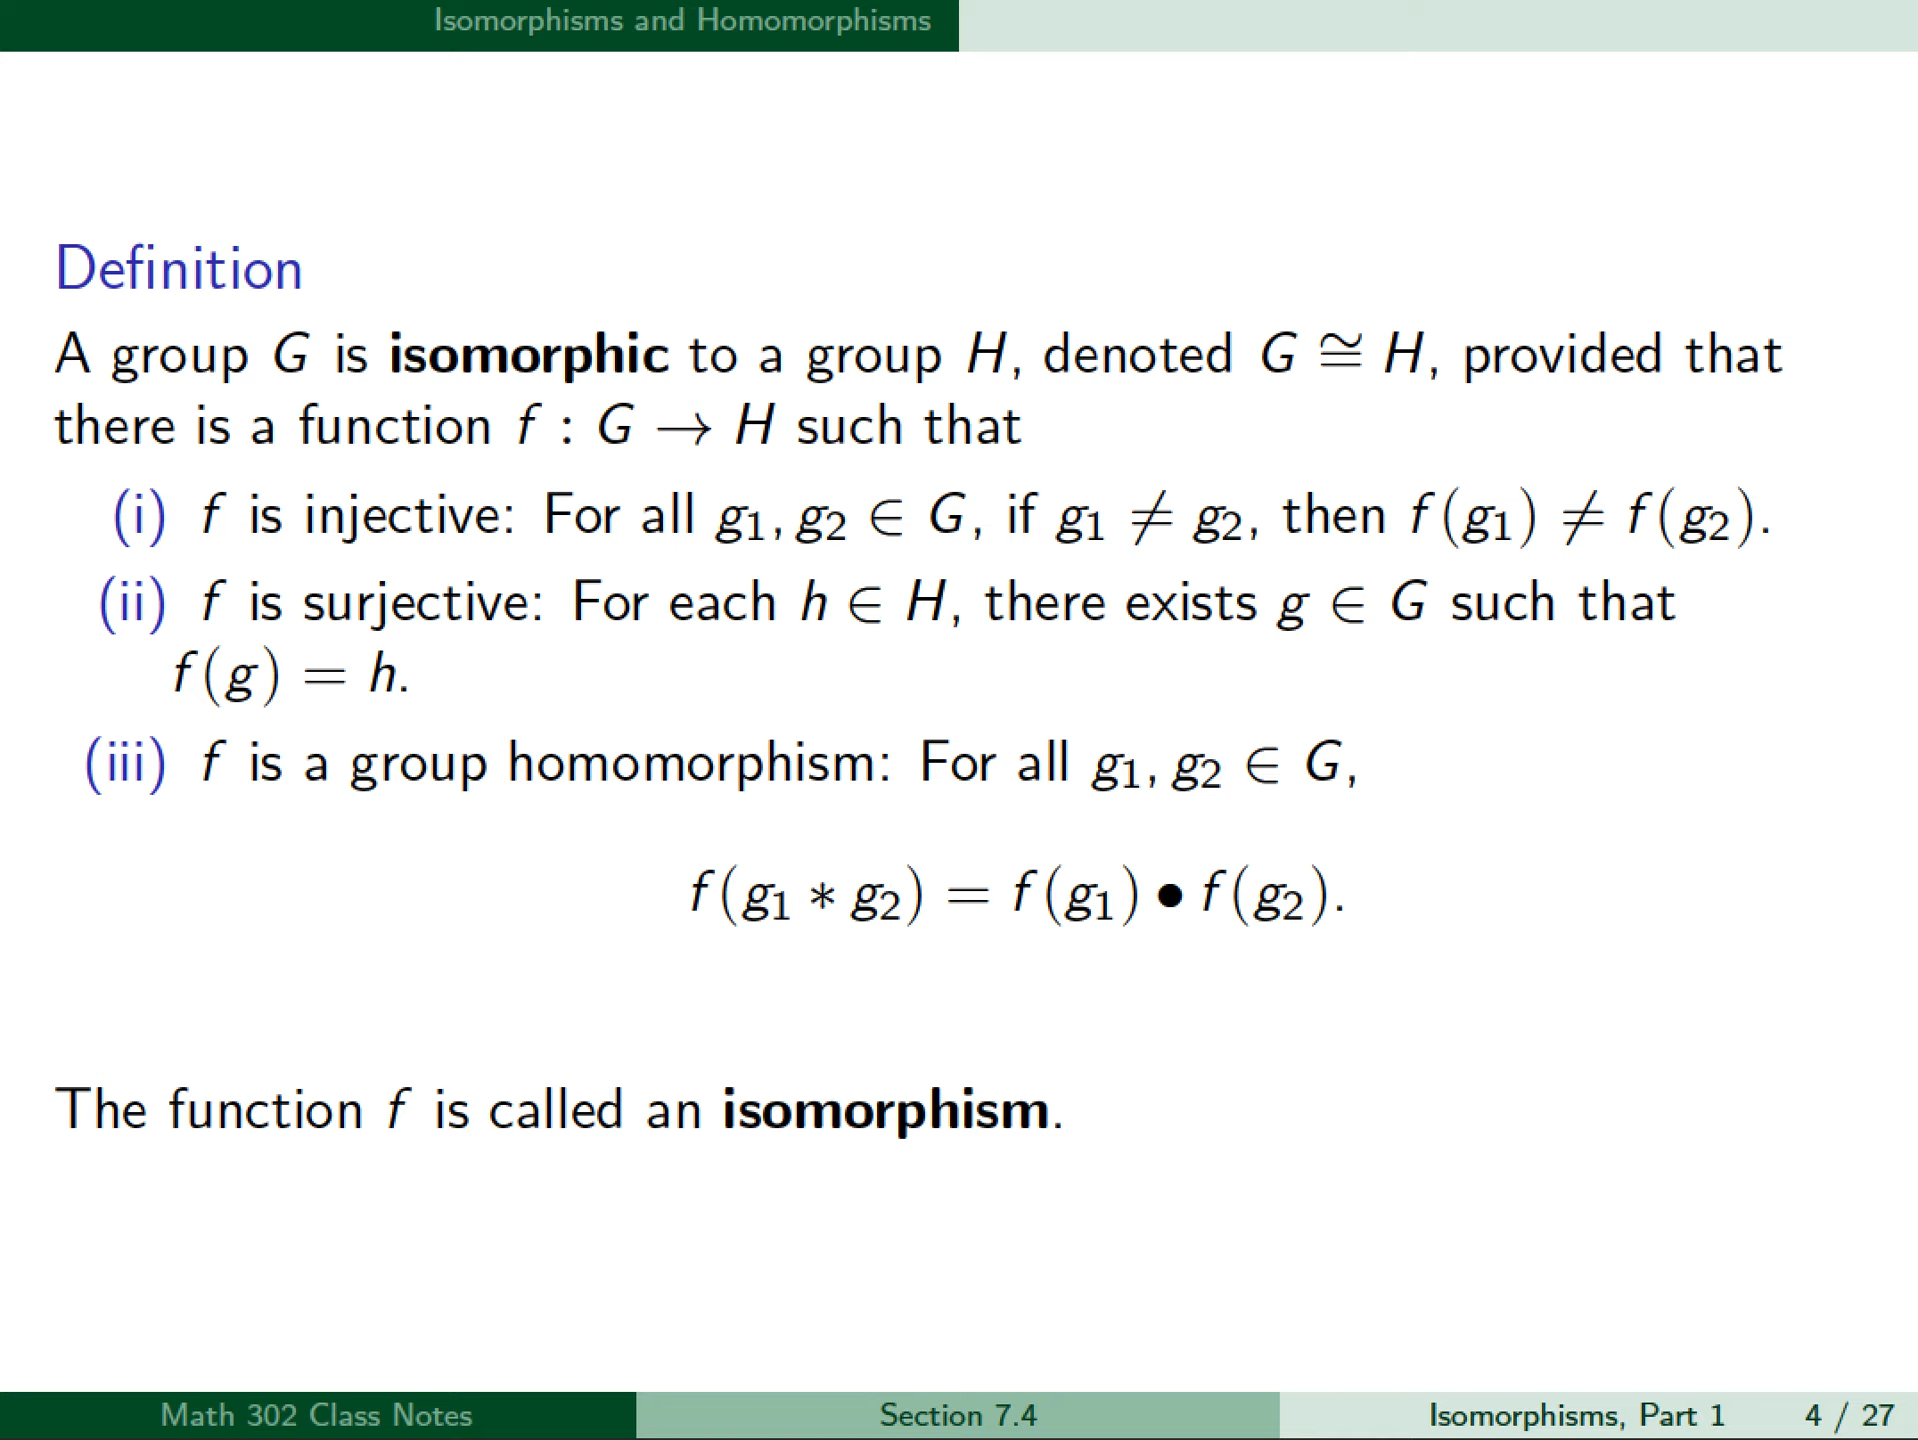 Isomorphisms and Homomorphisms
Definition
A group G is isomorphic to a group H, denoted G ≅ H, provided that
there is a function f : G → H such that
(i) f is injective: For all g₁, g₂ ∈ G, if g₁ ≠ g₂, then f(g₁) ≠ f(g₂).
(ii) f is surjective: For each h ∈ H, there exists g ∈ G such that
f(g) = h.
(iii) f is a group homomorphism: For all g₁, g₂ ∈ G,
f(g₁ ∗ g₂) = f(g₁) • f(g₂).
The function f is called an isomorphism.
Math 302 Class Notes Section 7.4 Isomorphisms, Part 1 4 / 27